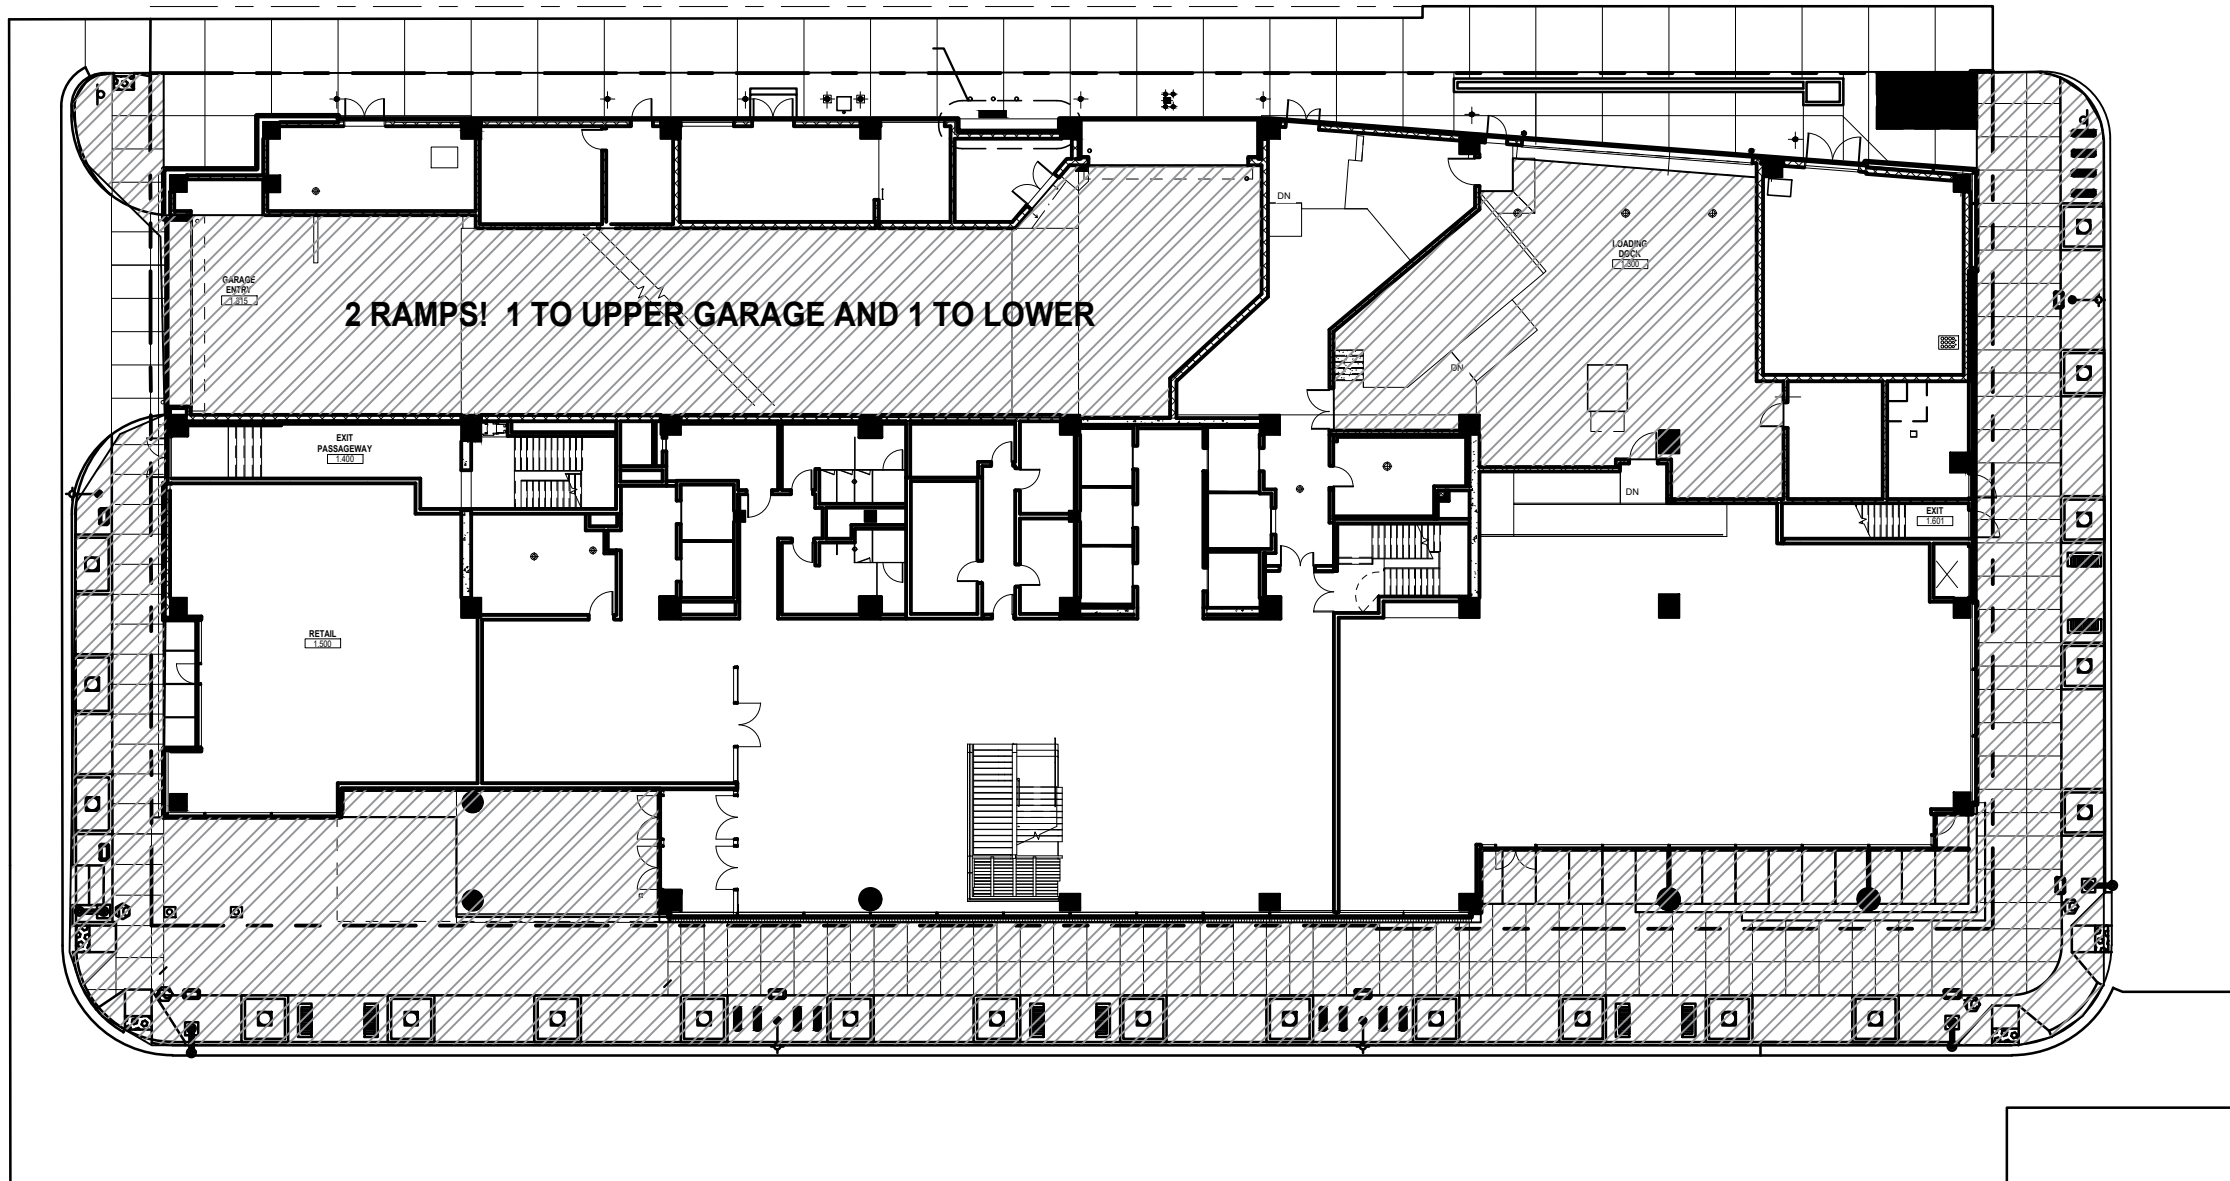 DN
LOADING
DOCK
1.300
GARAGE
ENTRY
1.315
2 RAMPS! 1 TO UPPER GARAGE AND 1 TO LOWER
DN
EXIT
PASSAGEWAY
1.400
DN
EXIT
1.601
RETAIL
1.500